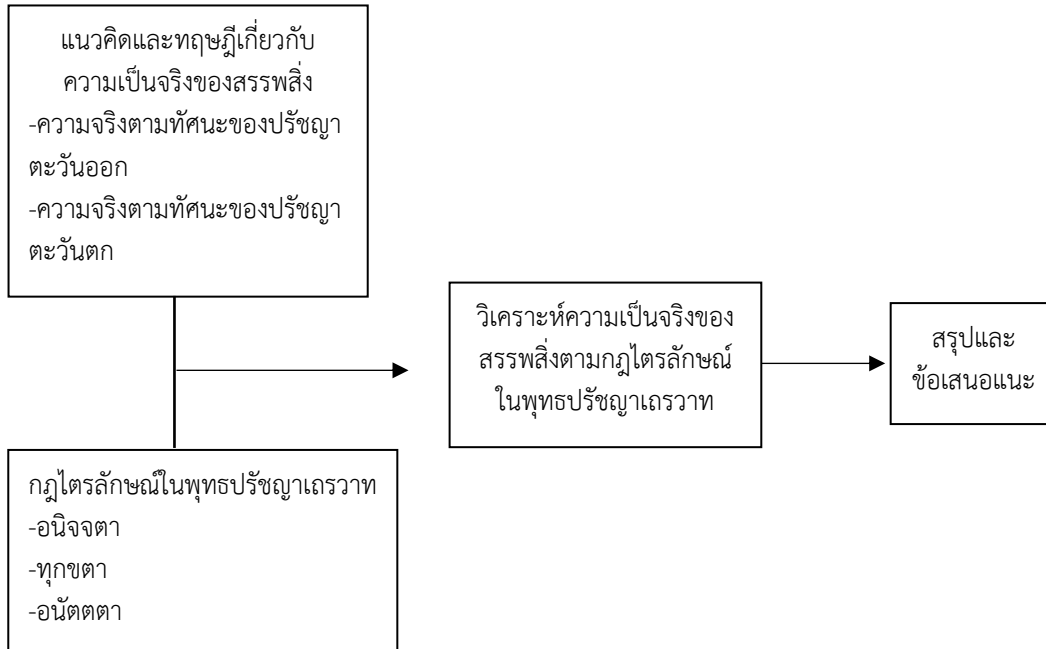 แนวคิดและทฤษฎีเกี่ยวกับ
ความเป็นจริงของสรรพสิ่ง
-ความจริงตามทัศนะของปรัชญา
ตะวันออก
-ความจริงตามทัศนะของปรัชญา
ตะวันตก
กฎไตรลักษณ์ในพุทธปรัชญาเถรวาท
-อนิจจตา
-ทุกขตา
-อนัตตตา
วิเคราะห์ความเป็นจริงของ
สรรพสิ่งตามกฎไตรลักษณ์
ในพุทธปรัชญาเถรวาท
สรุปและ
ข้อเสนอแนะ